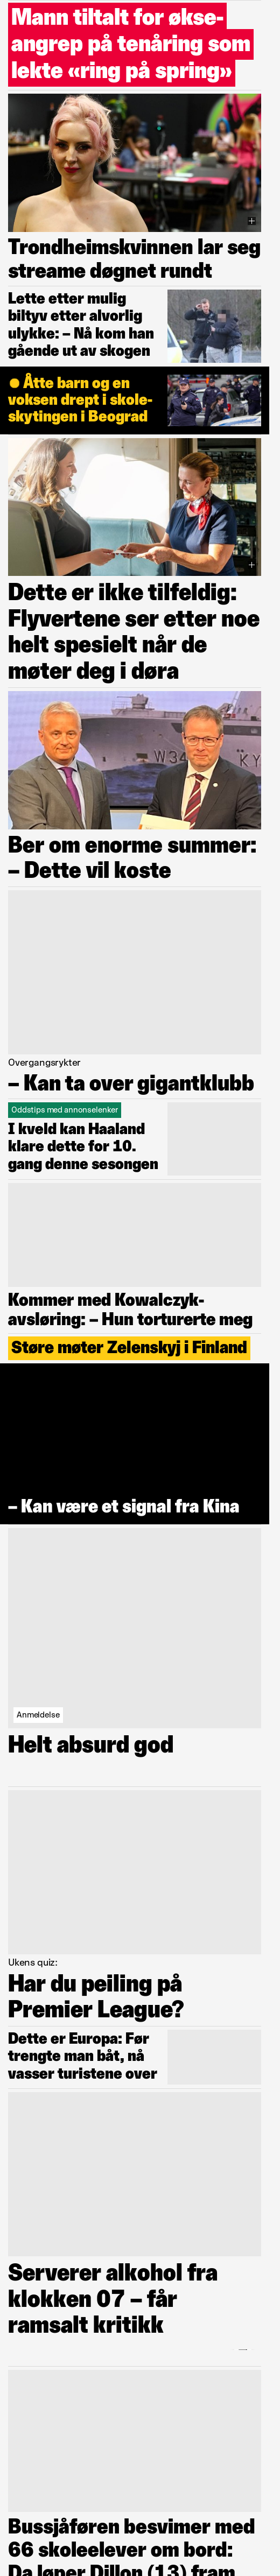 Mann tiltalt for økse-
angrep på tenåring som
lekte «ring på spring»
Trondheimskvinnen lar seg
streame døgnet rundt
Lette etter mulig
biltyv etter alvorlig
ulykke: – Nå kom han
gående ut av skogen
Åtte barn og en
voksen drept i skole-
skytingen i Beograd
Dette er ikke tilfeldig:
Flyvertene ser etter noe
helt spesielt når de
møter deg i døra
W34
Ber om enorme summer:
– Dette vil koste
Overgangsrykter
– Kan ta over gigantklubb
Oddstips med annonselenker
I kveld kan Haaland
klare dette for 10.
gang denne sesongen
Kommer med Kowalczyk-
avsløring: – Hun torturerte meg
Støre møter Zelenskyj i Finland
– Kan være et signal fra Kina
Anmeldelse
Helt absurd god
Ukens quiz:
Har du peiling på
Premier League?
Dette er Europa: Før
trengte man båt, nå
vasser turistene over
Serverer alkohol fra
klokken 07 – får
ramsalt kritikk
Bussjåføren besvimer med
66 skoleelever om bord:
Da løper Dillon (13) fram